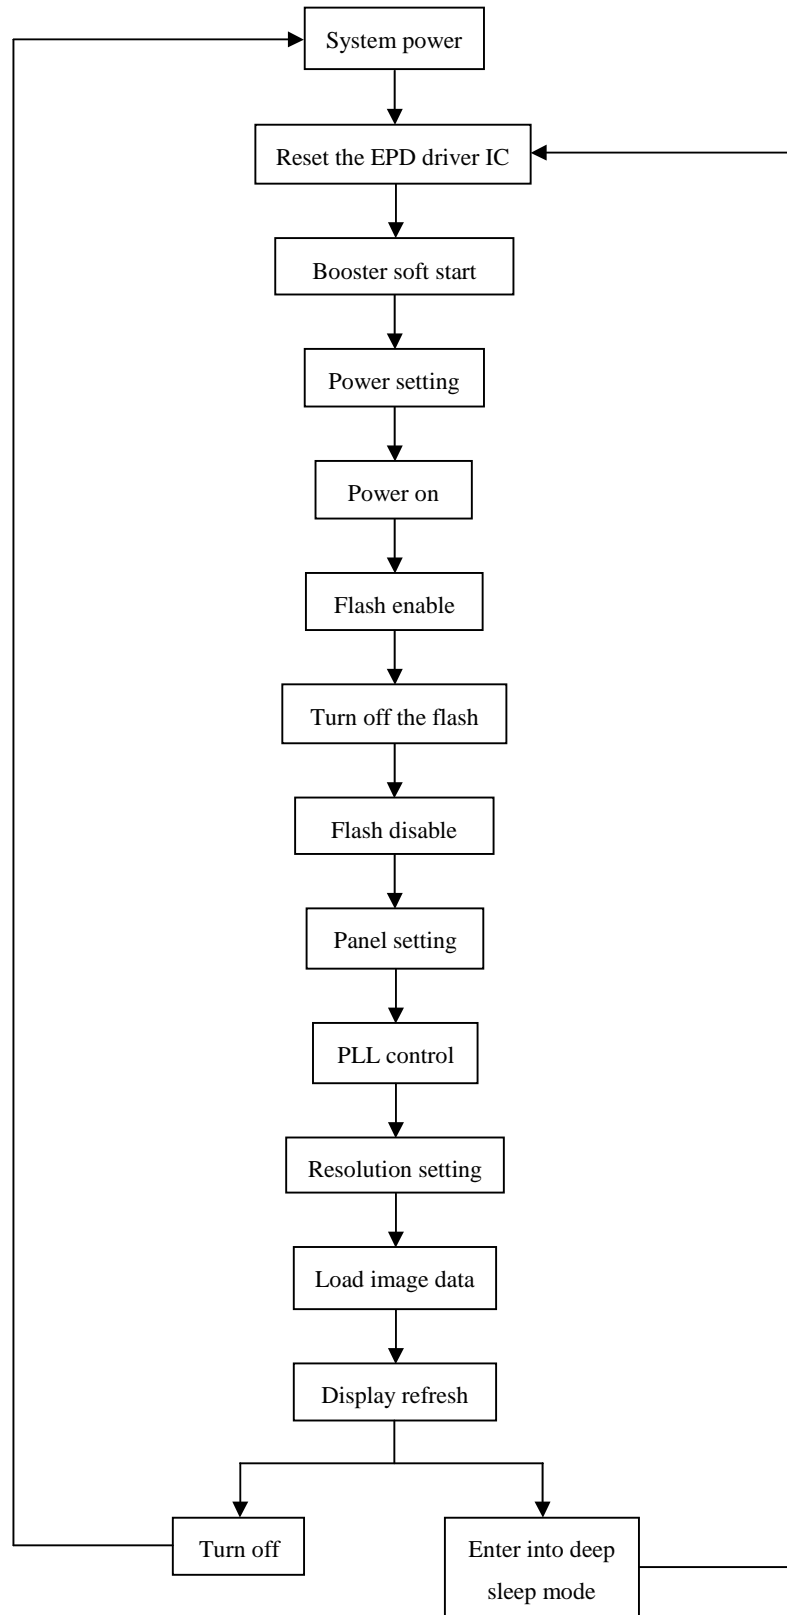 System power
Reset the EPD driver IC
Booster soft start
Power setting
Power on
Flash enable
Turn off the flash
Flash disable
Panel setting
PLL control
Resolution setting
Load image data
Display refresh
Turn off
Enter into deep
sleep mode